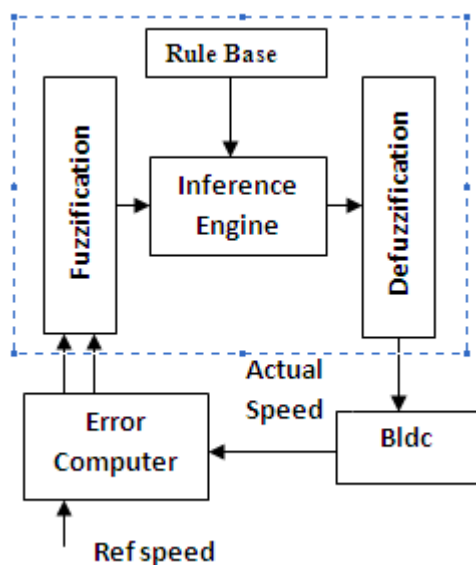 Rule Base
Fuzzification
Inference
Engine
Defuzzification
Actual
Speed
Error
Computer
Bldc
Ref speed